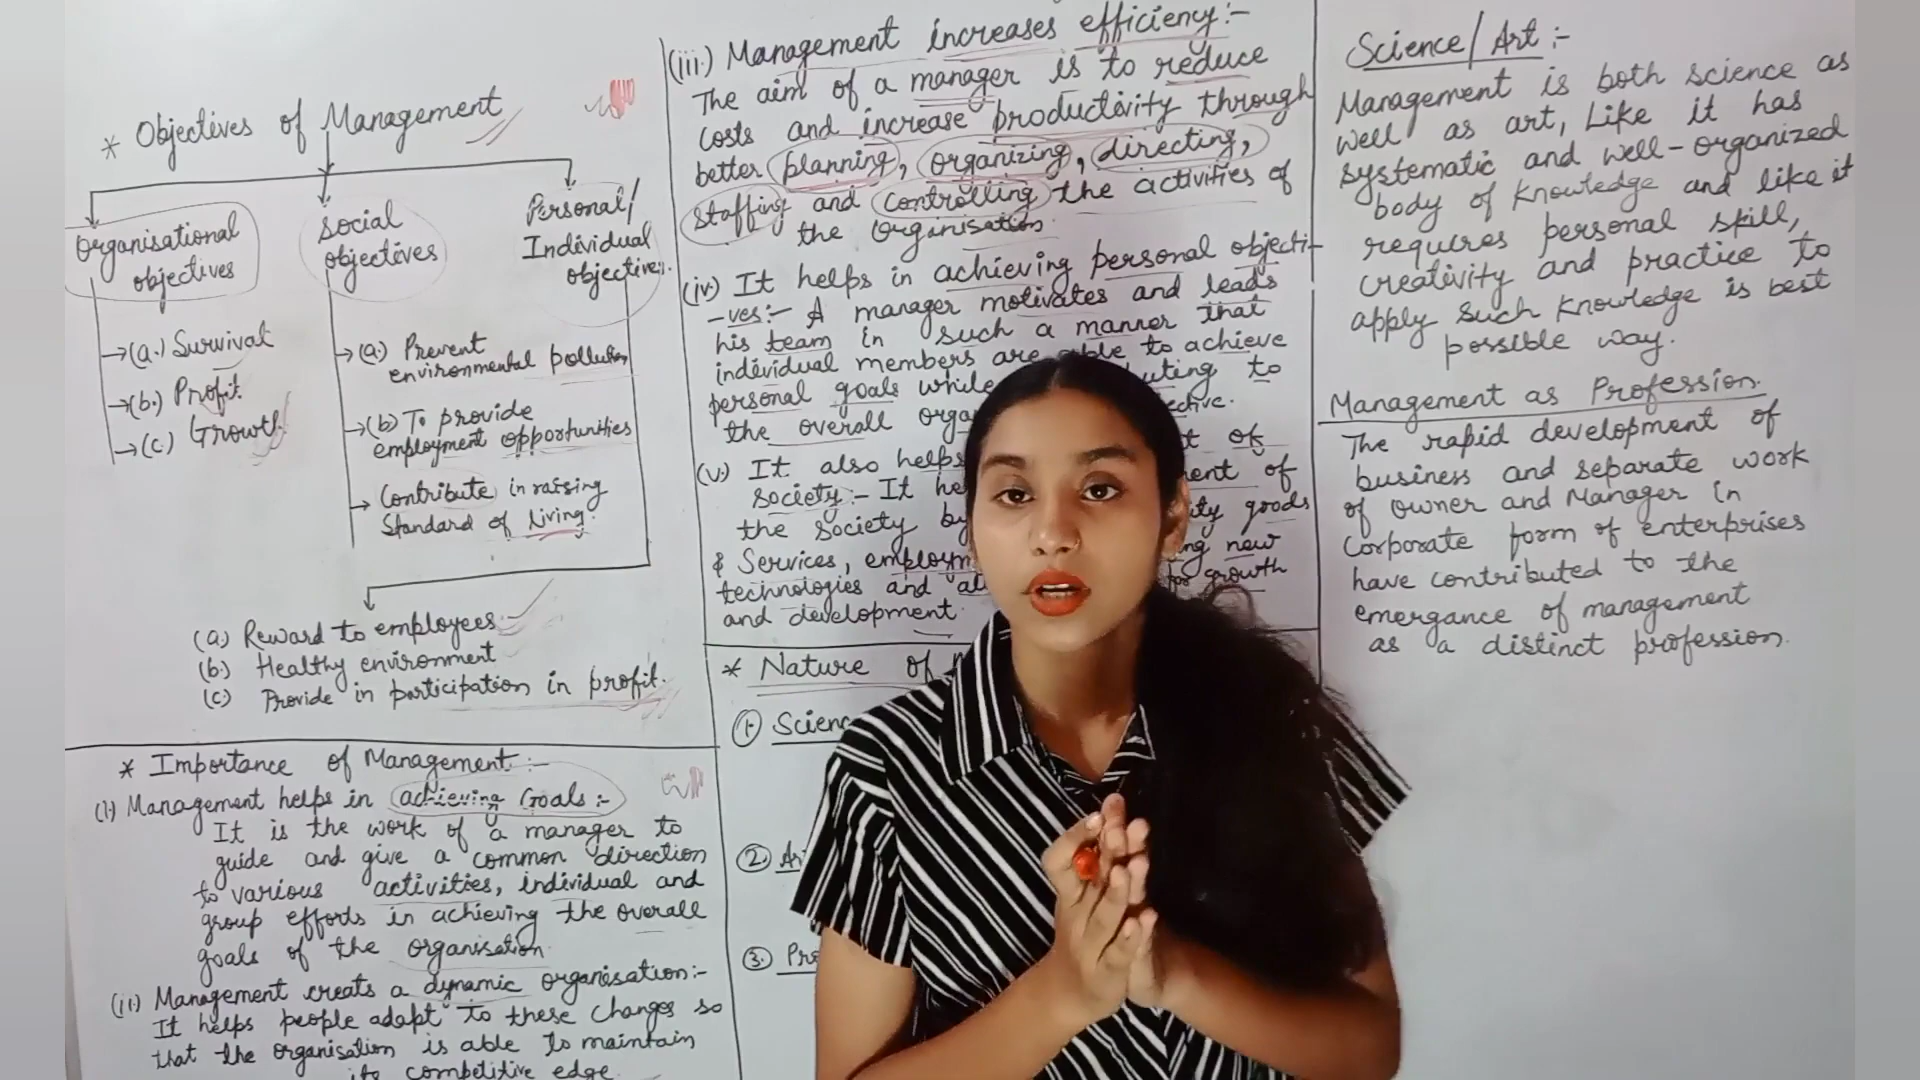 * Objectives of Management
Organisational
objectives
→(a.) Survival
→(b.) Profit
→(c.) Growth
Social
objectives
→(a.) Prevent
environmental pollution
→(b) To provide
employment opportunities
→ Contribute in raising
Standard of living.
Personal/
Individual
objectives.
(a) Reward to employees
(b) Healthy environment
(c) Provide in participation in profit.
* Importance of Management :-
(i.) Management helps in achieving Goals :-
It is the work of a manager to
guide and give a common direction
to various activities, individual and
group efforts in achieving the overall
goals of the organisation
(ii.) Management creats a dynamic organisation:-
It helps people adapt to these changes so
that the organisation is able to maintain
its competitive edge.
(iii.) Management increases efficiency :-
The aim of a manager is to reduce
costs and increase productivity through
better planning, organizing, directing,
staffing and controlling the activities of
the organisation.
(iv.) It helps in achieving personal objecti-
-ves :- A manager motivates and leads
his team in such a manner that
individual members are able to achieve
personal goals while to
the overall
(v.) It also helps of
society :- It
the society by goods
& Services, new
technologies and for growth
and development.
* Nature of
①
②
③
Science/Art :-
Management is both science as
well as art, Like it has
systematic and well-organized
body of knowledge and like it
requires personal skill,
creativity and practice to
apply such knowledge is best
possible way.
Management as Profession.
The rapid development of
business and separate work
of owner and Manager in
corporate form of enterprises
have contributed to the
emergance of management
as a distinct profession.